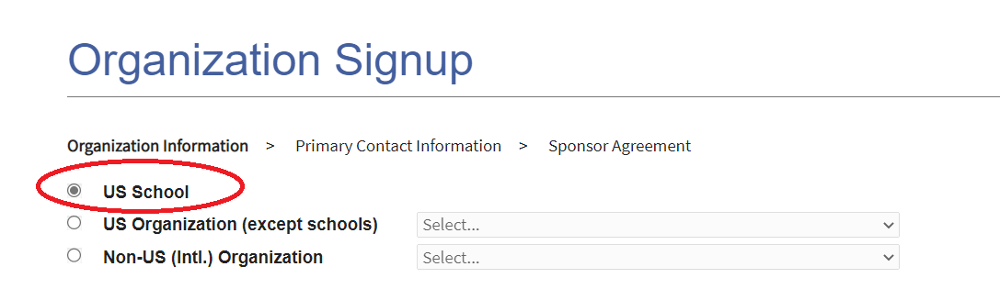 Organization Signup
Organization Information > Primary Contact Information > Sponsor Agreement
US School
US Organization (except schools) Select...
Non-US (Intl.) Organization Select...